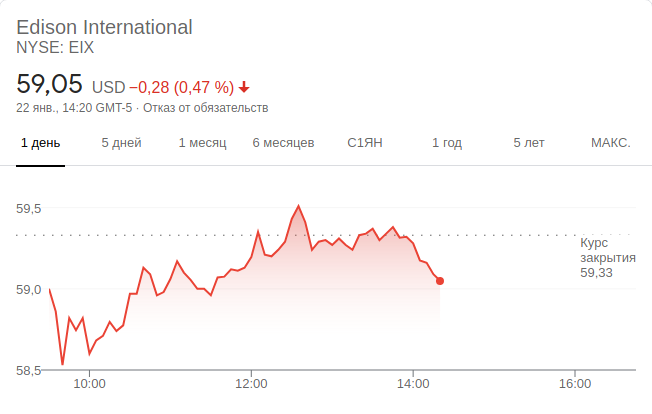 Edison International
NYSE: EIX
59,05 USD −0,28 (0,47 %)
22 янв., 14:20 GMT-5 · Отказ от обязательств
1 день 5 дней 1 месяц 6 месяцев С1ЯН 1 год 5 лет МАКС.
59,5
Курс
закрытия
59,33
59,0
58,5
10:00 12:00 14:00 16:00